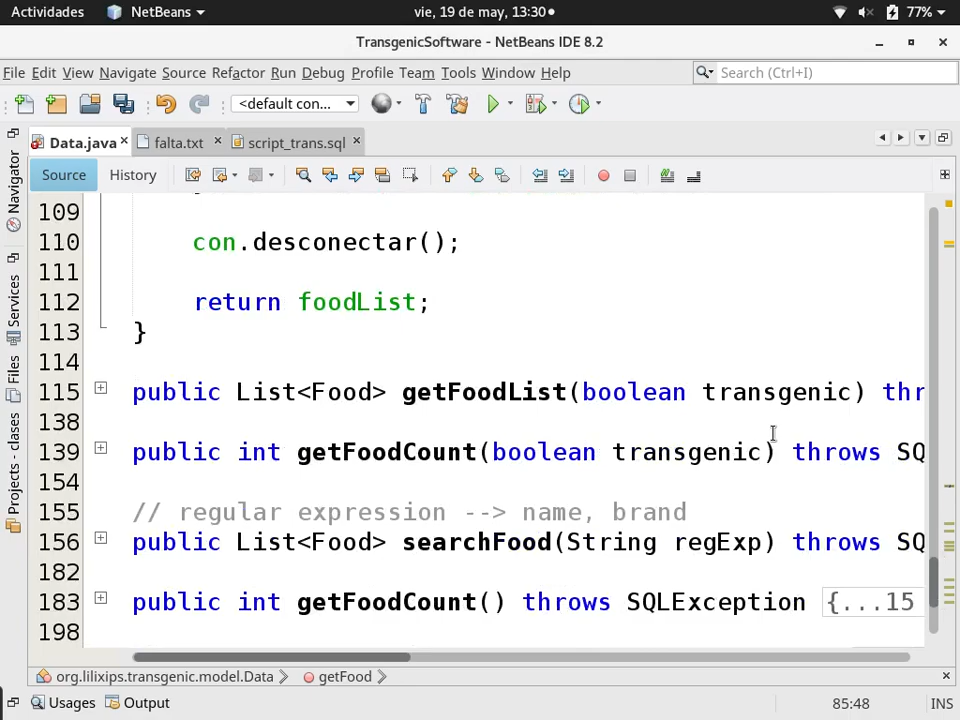 Actividades NetBeans vie, 19 de may, 13:30 77%
TransgenicSoftware - NetBeans IDE 8.2
File Edit View Navigate Source Refactor Run Debug Profile Team Tools Window Help Search (Ctrl+I)
<default con...
Data.java falta.txt script_trans.sql
Source History
Navigator
Services
Files
Projects - clases
109
110 con.desconectar();
111
112 return foodList;
113 }
114
115 public List<Food> getFoodList(boolean transgenic) thr
138
139 public int getFoodCount(boolean transgenic) throws SQ
154
155 // regular expression --> name, brand
156 public List<Food> searchFood(String regExp) throws SQ
182
183 public int getFoodCount() throws SQLException {...15
198
org.lilixips.transgenic.model.Data getFood
Usages Output 85:48 INS